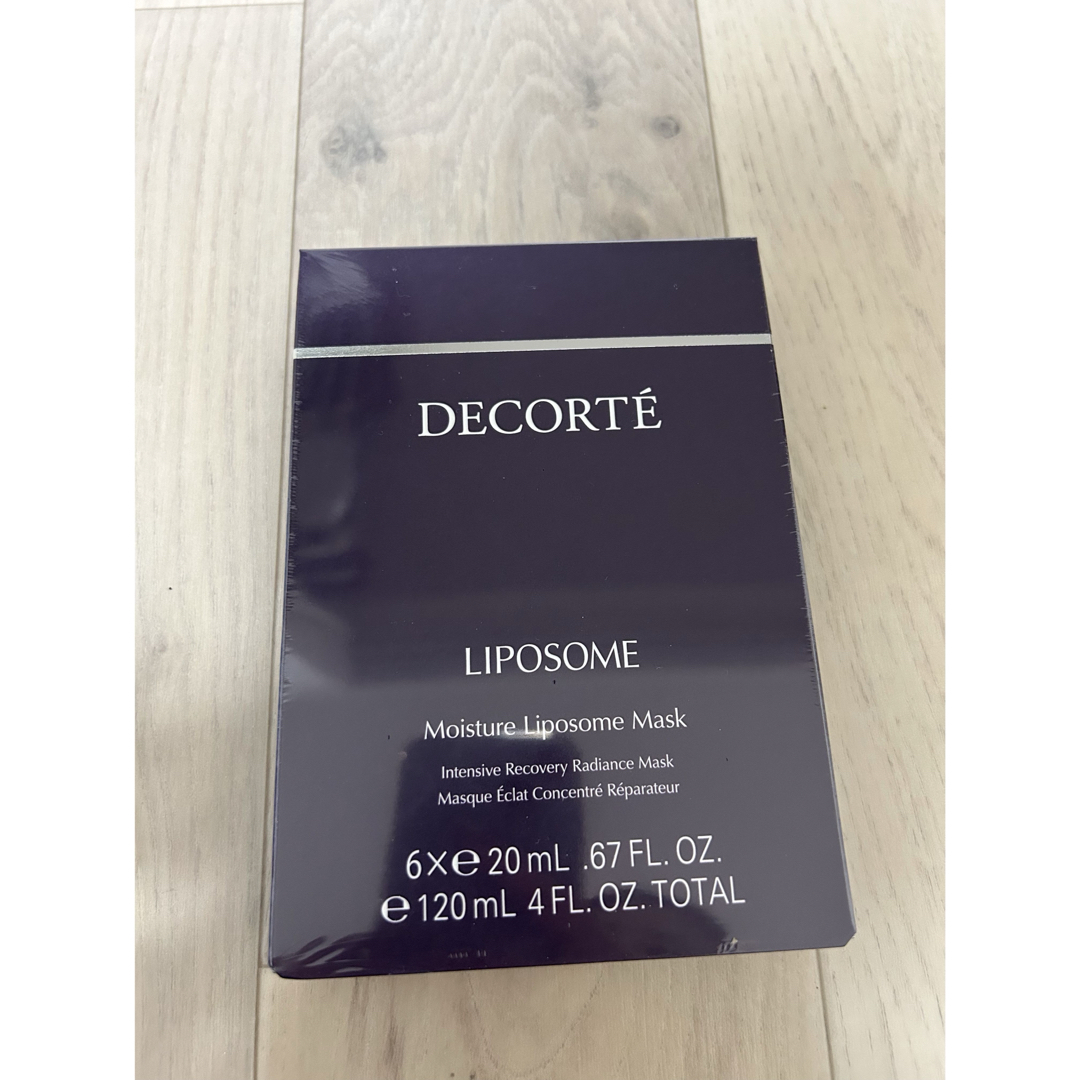 DECORTÉ
LIPOSOME
Moisture Liposome Mask
Intensive Recovery Radiance Mask
Masque Éclat Concentré Réparateur
6×℮ 20 mL .67 FL. OZ.
℮ 120 mL 4 FL. OZ. TOTAL